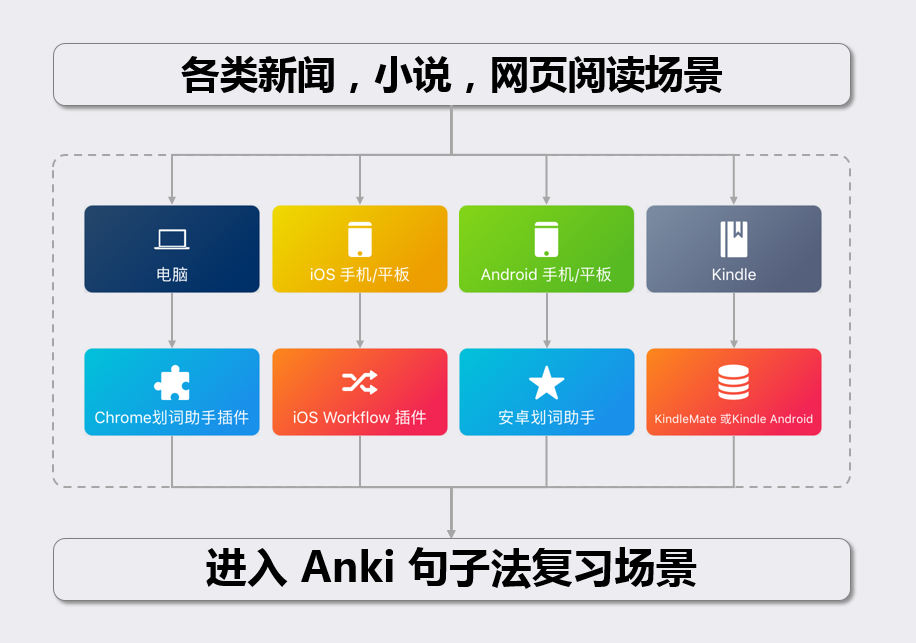 各类新闻，小说，网页阅读场景
电脑
iOS 手机/平板
Android 手机/平板
Kindle
Chrome划词助手插件
iOS Workflow 插件
安卓划词助手
KindleMate 或Kindle Android
进入 Anki 句子法复习场景